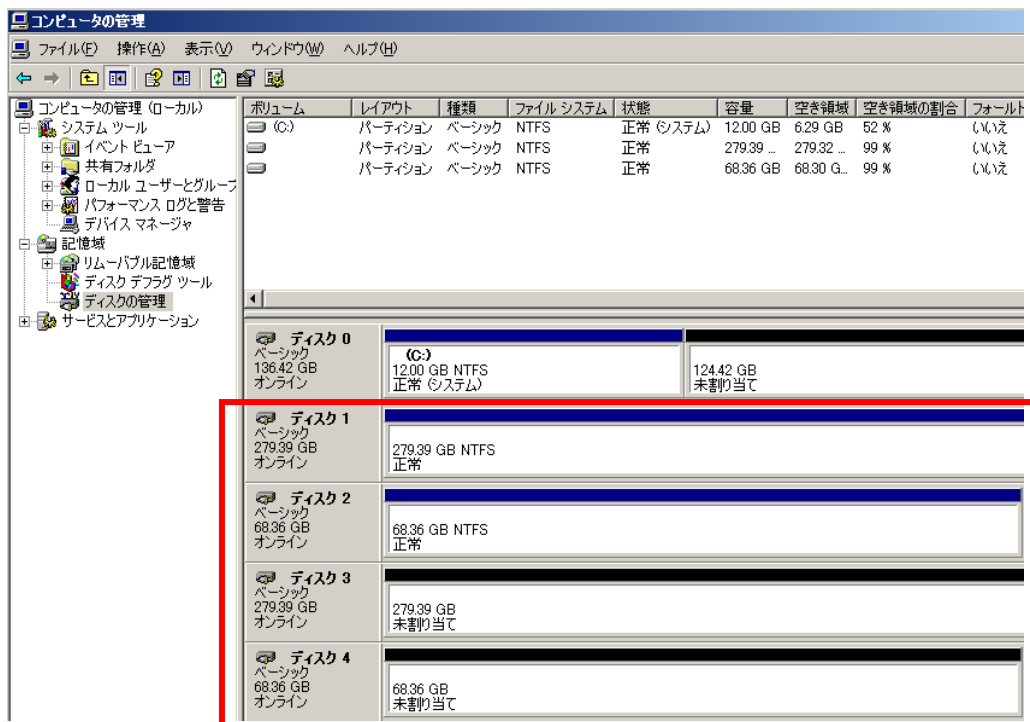 コンピュータの管理
ファイル(F) 操作(A) 表示(V) ウィンドウ(W) ヘルプ(H)
コンピュータの管理 (ローカル)
システム ツール
イベント ビューア
共有フォルダ
ローカル ユーザーとグループ
パフォーマンス ログと警告
デバイス マネージャ
記憶域
リムーバブル記憶域
ディスク デフラグ ツール
ディスクの管理
サービスとアプリケーション
ボリューム レイアウト 種類 ファイル システム 状態 容量 空き領域 空き領域の割合 フォールト
(C:) パーティション ベーシック NTFS 正常 (システム) 12.00 GB 6.29 GB 52 % いいえ
パーティション ベーシック NTFS 正常 279.39 ... 279.32 ... 99 % いいえ
パーティション ベーシック NTFS 正常 68.36 GB 68.30 G... 99 % いいえ
ディスク 0
ベーシック
136.42 GB
オンライン
(C:)
12.00 GB NTFS
正常 (システム)
124.42 GB
未割り当て
ディスク 1
ベーシック
279.39 GB
オンライン
279.39 GB NTFS
正常
ディスク 2
ベーシック
68.36 GB
オンライン
68.36 GB NTFS
正常
ディスク 3
ベーシック
279.39 GB
オンライン
279.39 GB
未割り当て
ディスク 4
ベーシック
68.36 GB
オンライン
68.36 GB
未割り当て